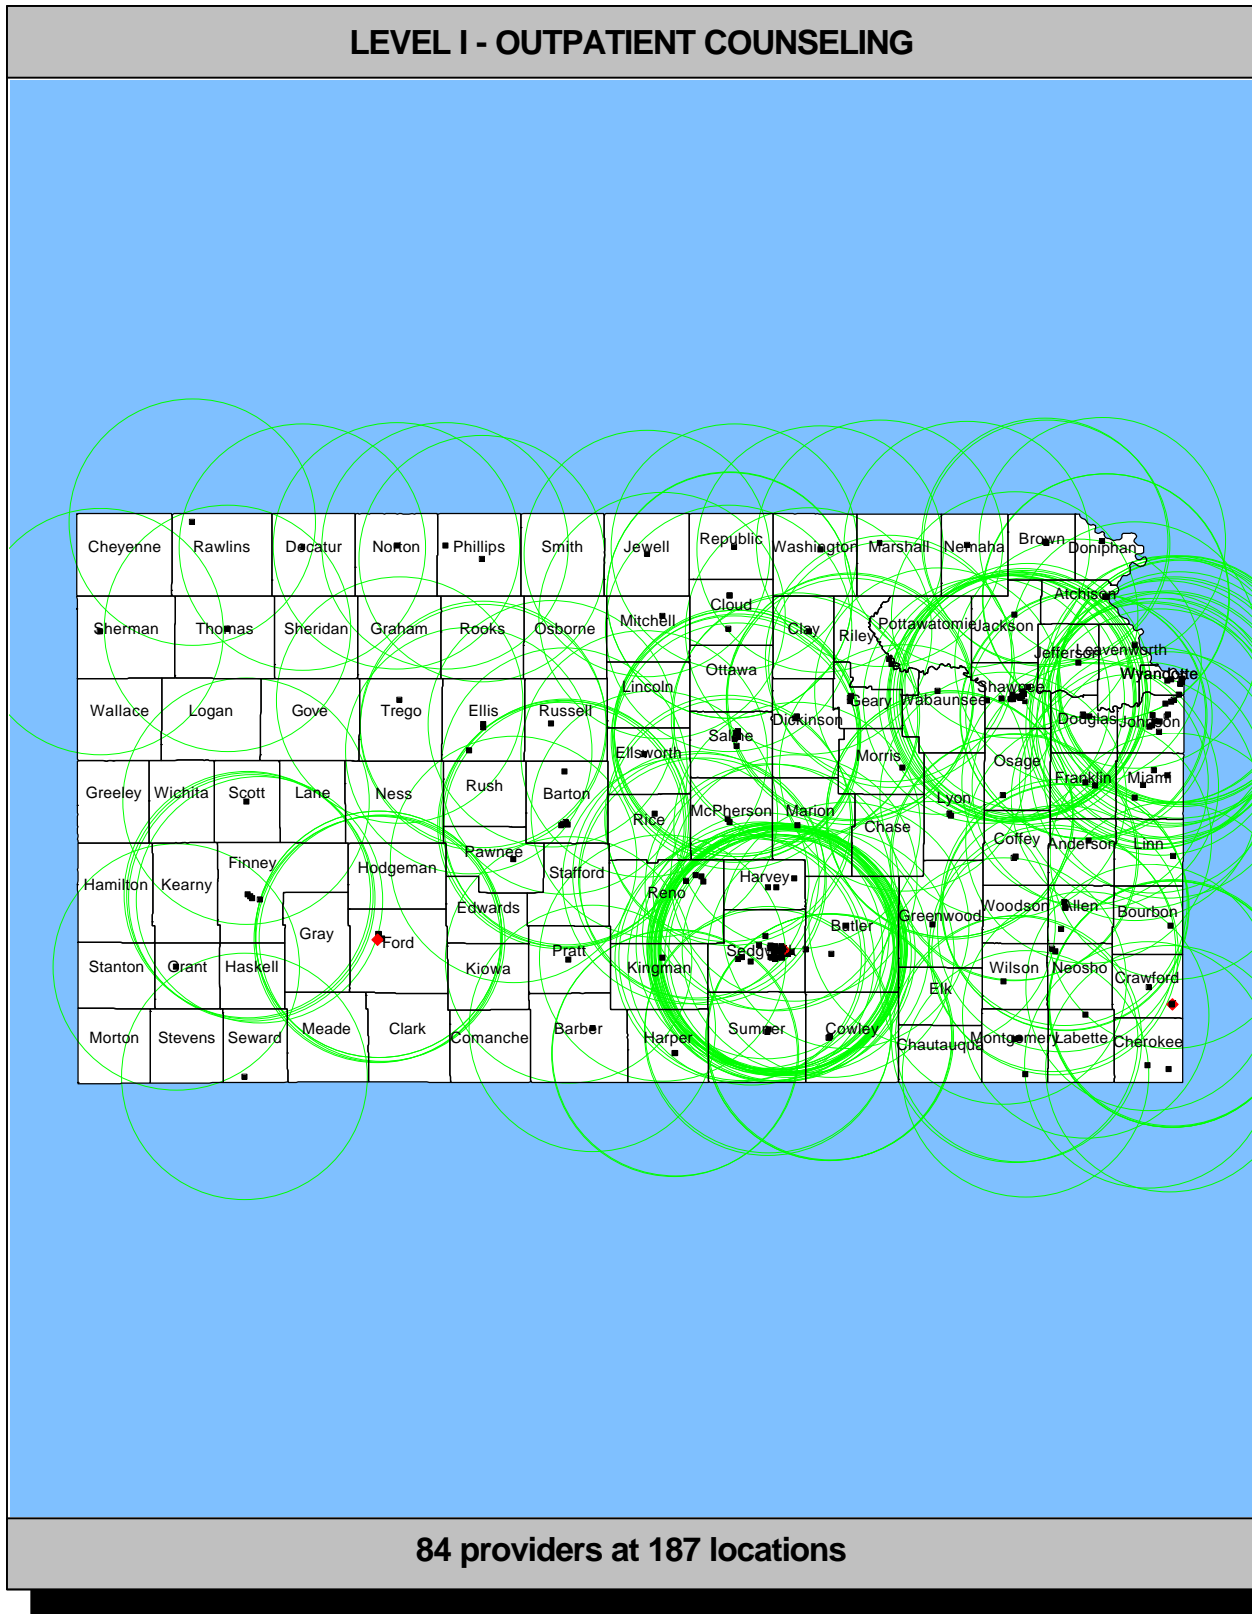 LEVEL I - OUTPATIENT COUNSELING
Cheyenne Rawlins Decatur Norton Phillips Smith Jewell Republic Washington Marshall Nemaha Brown Doniphan
Atchison
Sherman Thomas Sheridan Graham Rooks Osborne Mitchell Cloud Clay Riley Pottawatomie Jackson Jefferson Leavenworth
Wyandotte
Wallace Logan Gove Trego Ellis Russell Lincoln Ottawa Dickinson Geary Wabaunsee Shawnee Douglas Johnson
Ellsworth Saline Morris Osage Franklin Miami
Greeley Wichita Scott Lane Ness Rush Barton Rice McPherson Marion Chase Lyon Coffey Anderson Linn
Hamilton Kearny Finney Hodgeman Pawnee Stafford Reno Harvey Greenwood Woodson Allen Bourbon
Gray Ford Edwards Sedgwick Butler
Stanton Grant Haskell Kiowa Pratt Kingman Elk Wilson Neosho Crawford
Morton Stevens Seward Meade Clark Comanche Barber Harper Sumner Cowley Chautauqua Montgomery Labette Cherokee
84 providers at 187 locations